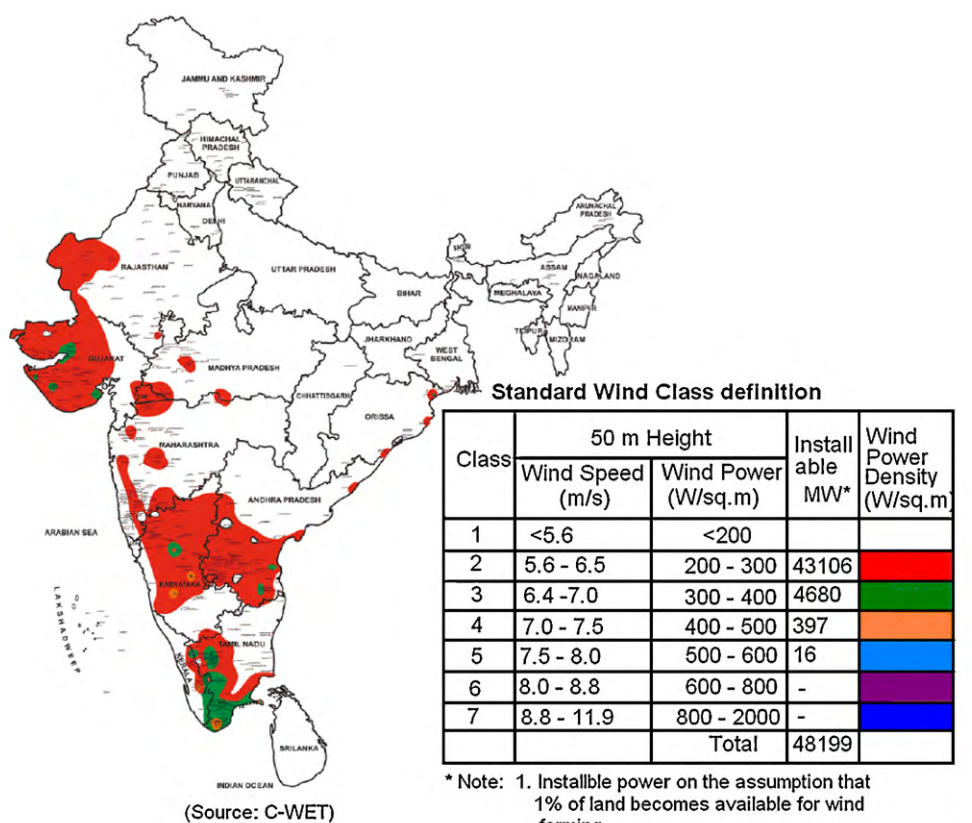 JAMMU AND KASHMIR
HIMACHAL
PRADESH
PUNJAB
UTTARANCHAL
HARYANA
DELHI
ARUNACHAL
PRADESH
RAJASTHAN
UTTAR PRADESH
ASSAM
NAGALAND
BIHAR
MEGHALAYA
MANIPUR
TRIPURA
MIZORAM
JHARKHAND
WEST
BENGAL
GUJARAT
MADHYA PRADESH
CHHATTISGARH
ORISSA
MAHARASHTRA
ANDHRA PRADESH
ARABIAN SEA
KARNATAKA
LAKSHADWEEP
TAMIL NADU
KERALA
SRILANKA
INDIAN OCEAN
(Source: C-WET)
Standard Wind Class definition
Class 50 m Height Install able MW* Wind Power Density (W/sq.m)
Wind Speed (m/s) Wind Power (W/sq.m)
1 <5.6 <200
2 5.6 - 6.5 200 - 300 43106
3 6.4 -7.0 300 - 400 4680
4 7.0 - 7.5 400 - 500 397
5 7.5 - 8.0 500 - 600 16
6 8.0 - 8.8 600 - 800 -
7 8.8 - 11.9 800 - 2000 -
Total 48199
* Note: 1. Installble power on the assumption that
1% of land becomes available for wind